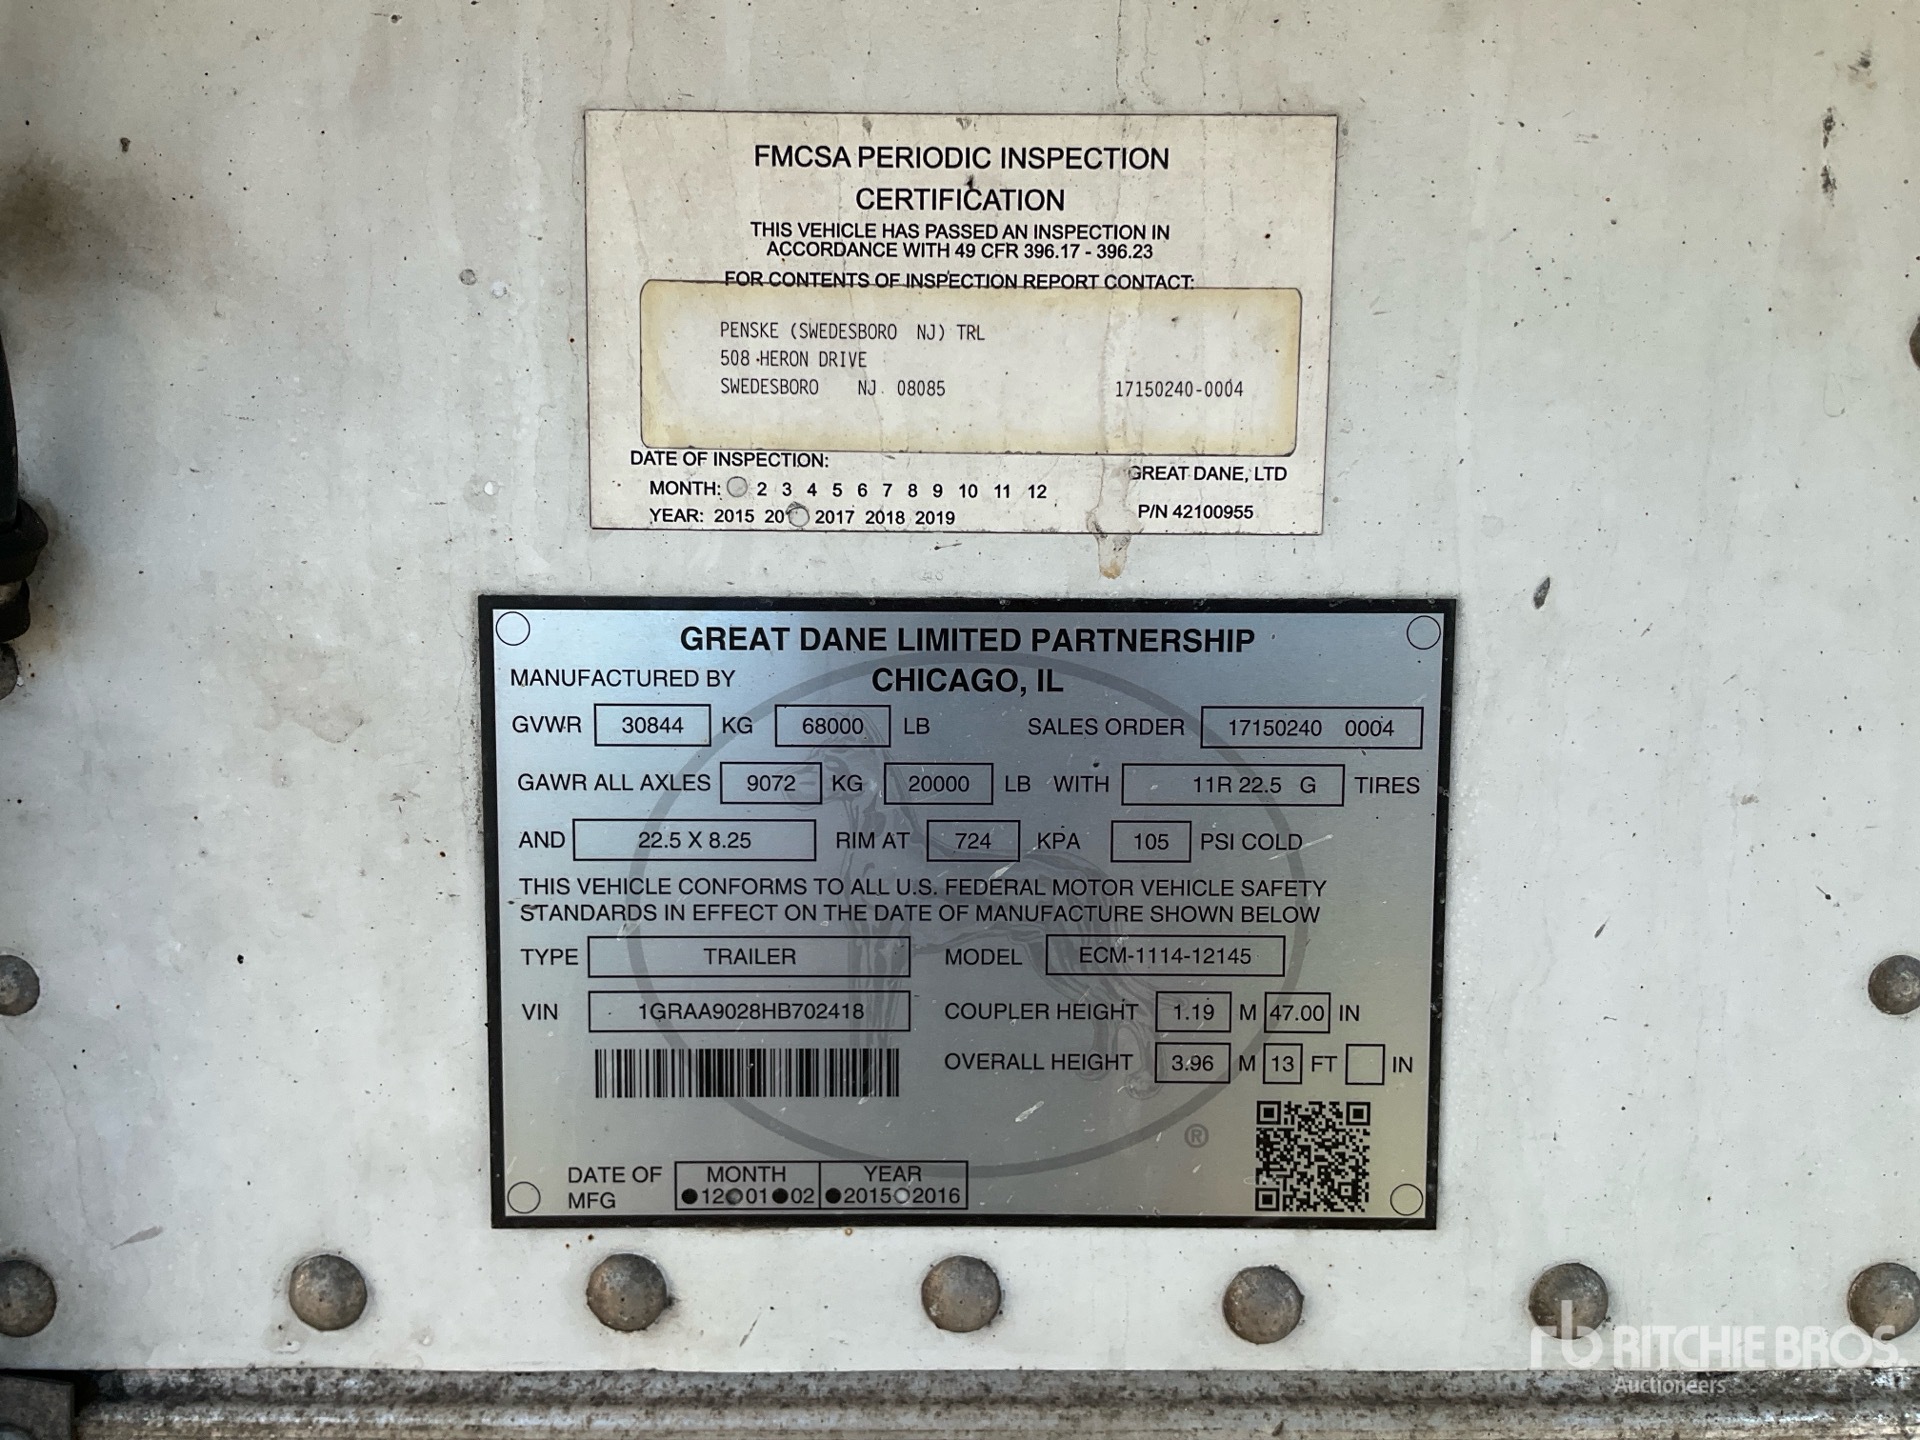 FMCSA PERIODIC INSPECTION
CERTIFICATION
THIS VEHICLE HAS PASSED AN INSPECTION IN
ACCORDANCE WITH 49 CFR 396.17 - 396.23
FOR CONTENTS OF INSPECTION REPORT CONTACT:
PENSKE (SWEDESBORO NJ) TRL
508 HERON DRIVE
SWEDESBORO NJ 08085 17150240-0004
DATE OF INSPECTION: GREAT DANE, LTD
MONTH: 2 3 4 5 6 7 8 9 10 11 12
YEAR: 2015 20 2017 2018 2019 P/N 42100955
GREAT DANE LIMITED PARTNERSHIP
MANUFACTURED BY CHICAGO, IL
GVWR 30844 KG 68000 LB SALES ORDER 17150240 0004
GAWR ALL AXLES 9072 KG 20000 LB WITH 11R 22.5 G TIRES
AND 22.5 X 8.25 RIM AT 724 KPA 105 PSI COLD
THIS VEHICLE CONFORMS TO ALL U.S. FEDERAL MOTOR VEHICLE SAFETY
STANDARDS IN EFFECT ON THE DATE OF MANUFACTURE SHOWN BELOW
TYPE TRAILER MODEL ECM-1114-12145
VIN 1GRAA9028HB702418 COUPLER HEIGHT 1.19 M 47.00 IN
OVERALL HEIGHT 3.96 M 13 FT IN
®
DATE OF MONTH YEAR
MFG ●12●01●02 ●2015○2016
rb RITCHIE BROS.
Auctioneers